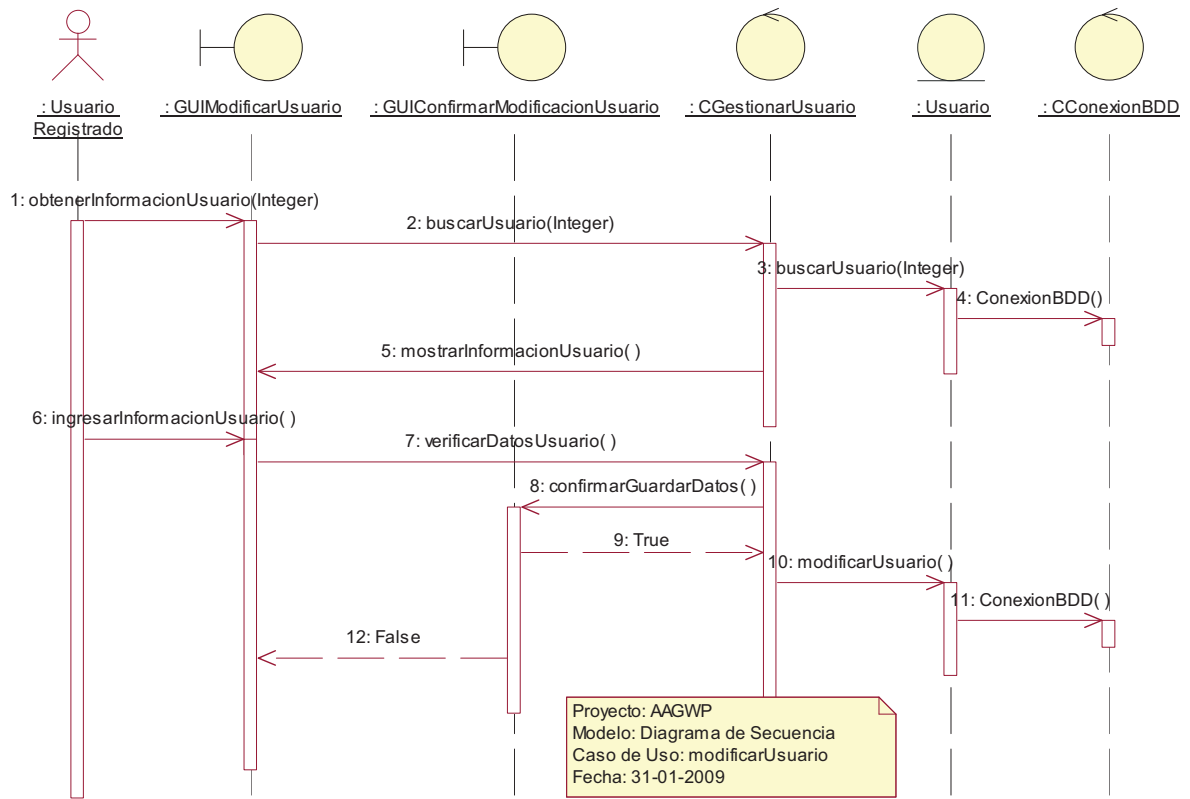 : Usuario
Registrado
: GUIModificarUsuario
: GUIConfirmarModificacionUsuario
: CGestionarUsuario
: Usuario
: CConexionBDD
1: obtenerInformacionUsuario(Integer)
2: buscarUsuario(Integer)
3: buscarUsuario(Integer)
4: ConexionBDD()
5: mostrarInformacionUsuario( )
6: ingresarInformacionUsuario( )
7: verificarDatosUsuario( )
8: confirmarGuardarDatos( )
9: True
10: modificarUsuario( )
11: ConexionBDD( )
12: False
Proyecto: AAGWP
Modelo: Diagrama de Secuencia
Caso de Uso: modificarUsuario
Fecha: 31-01-2009